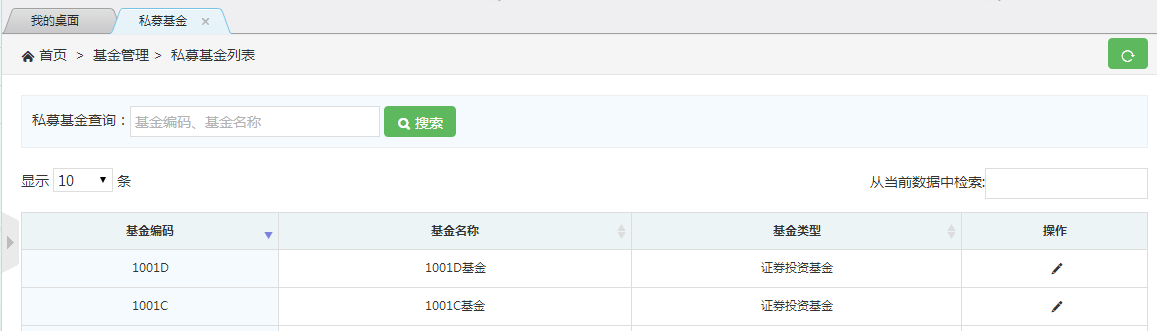 我的桌面 私募基金 ×
首页 > 基金管理 > 私募基金列表
私募基金查询： 基金编码、基金名称 搜索
显示 10 条 从当前数据中检索:
基金编码 基金名称 基金类型 操作
1001D 1001D基金 证券投资基金
1001C 1001C基金 证券投资基金